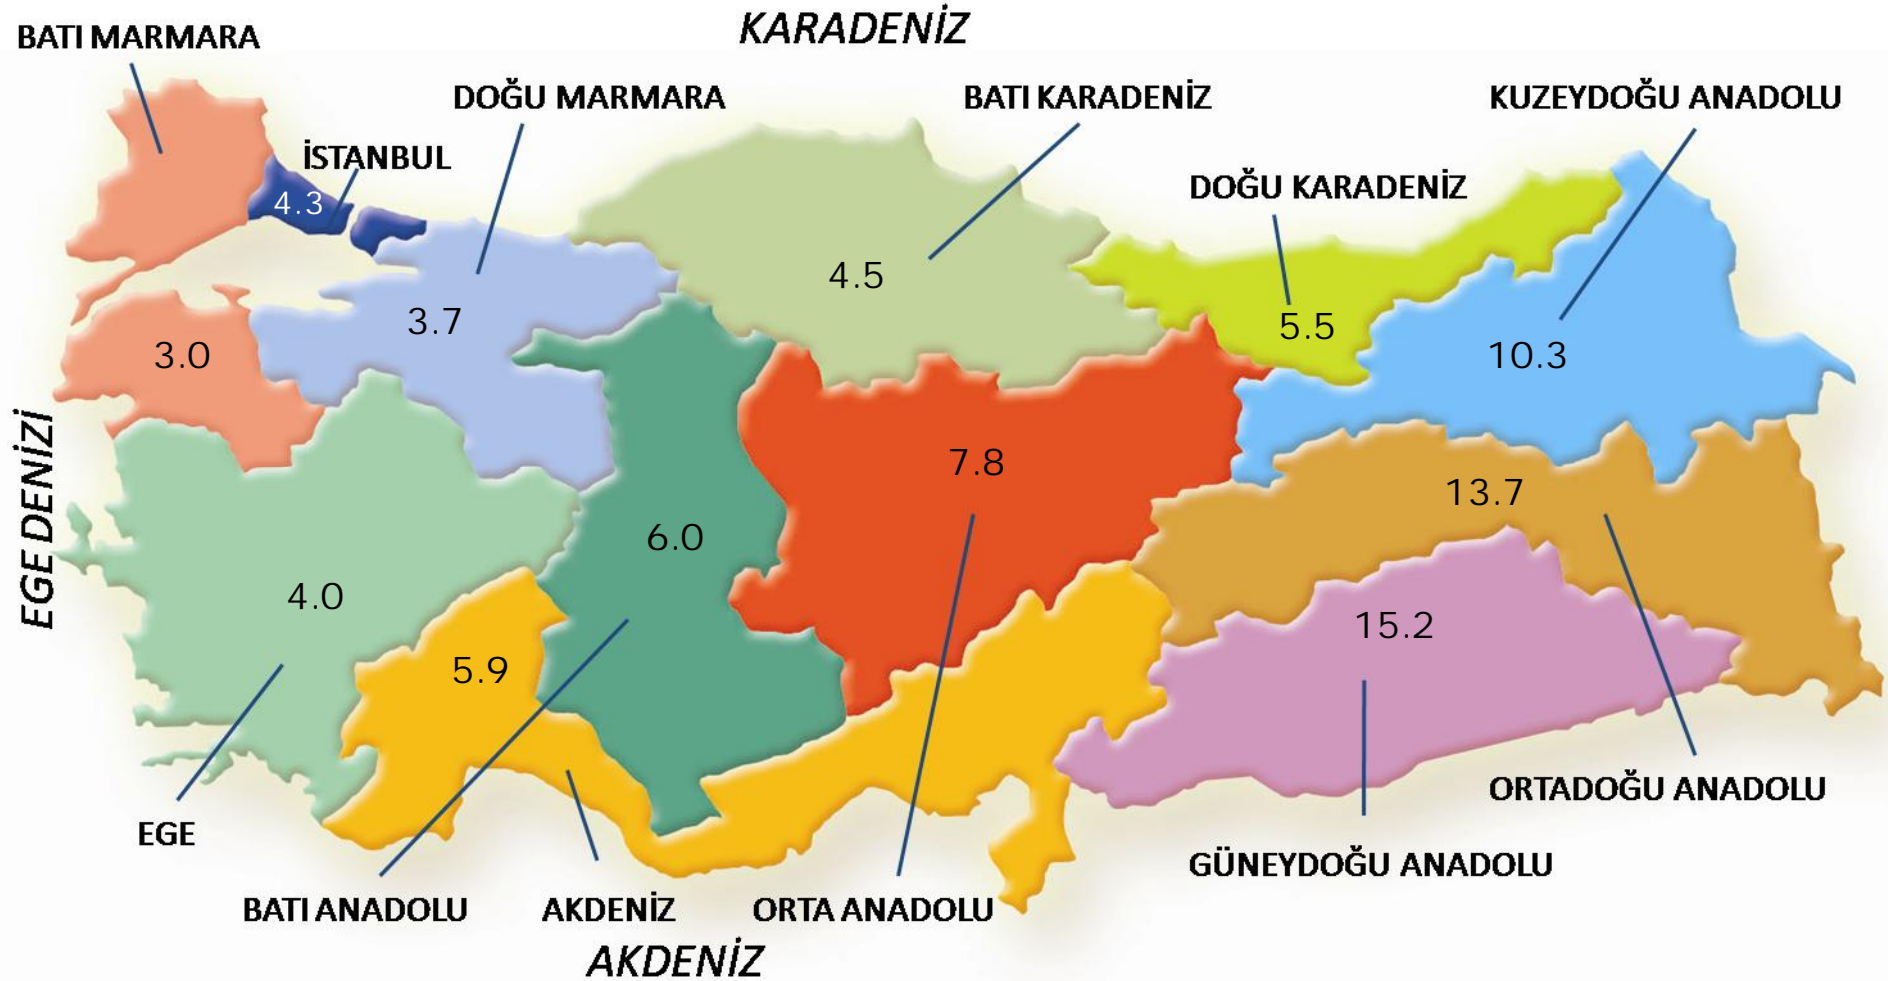 KARADENİZ
BATI MARMARA
DOĞU MARMARA
BATI KARADENİZ
KUZEYDOĞU ANADOLU
İSTANBUL
DOĞU KARADENİZ
4.3
4.5
3.7
5.5
3.0
10.3
EGE DENİZİ
7.8
13.7
6.0
4.0
15.2
5.9
ORTADOĞU ANADOLU
EGE
GÜNEYDOĞU ANADOLU
BATI ANADOLU
AKDENİZ
ORTA ANADOLU
AKDENİZ